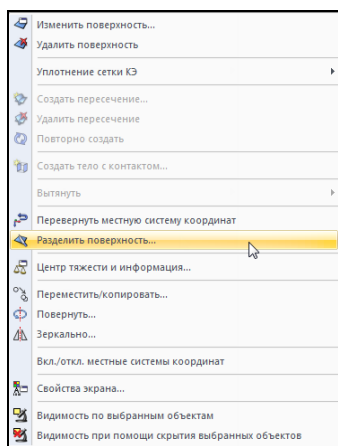 Изменить поверхность...
Удалить поверхность
Уплотнение сетки КЭ
Создать пересечение...
Удалить пересечение
Повторно создать
Создать тело с контактом...
Вытянуть
Перевернуть местную систему координат
Разделить поверхность...
Центр тяжести и информация...
Переместить/копировать...
Повернуть...
Зеркально...
Вкл./откл. местные системы координат
Свойства экрана...
Видимость по выбранным объектам
Видимость при помощи скрытия выбранных объектов